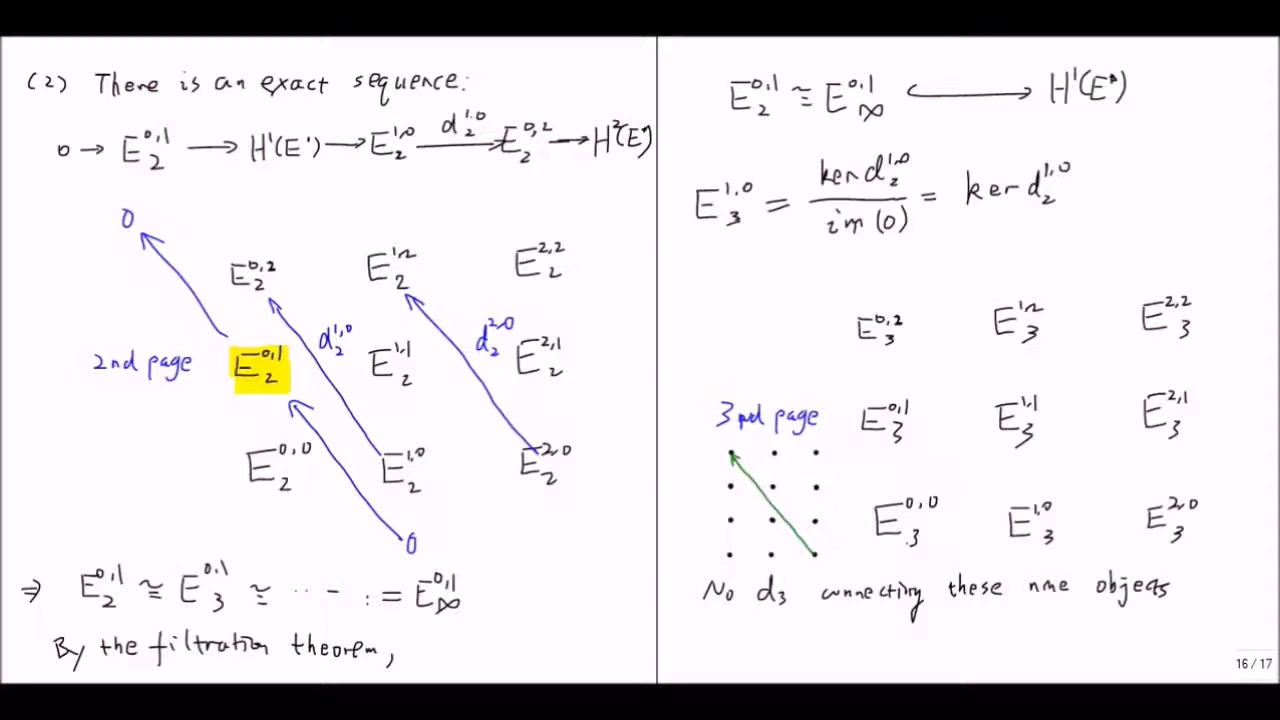 (2) There is an exact sequence:
0 → E₂^{0,1} → H¹(E•) → E₂^{1,0} →^{d₂^{1,0}} E₂^{0,2} → H²(E•)
0
E₂^{0,2} E₂^{1,2} E₂^{2,2}
d₂^{1,0} d₂^{2,0}
2nd page E₂^{0,1} E₂^{1,1} E₂^{2,1}
E₂^{0,0} E₂^{1,0} E₂^{2,0}
0
⇒ E₂^{0,1} ≅ E₃^{0,1} ≅ ... := E_∞^{0,1}
By the filtration theorem,
E₂^{0,1} ≅ E_∞^{0,1} ↪ H¹(E•)
E₃^{1,0} = ker d₂^{1,0} / im(0) = ker d₂^{1,0}
E₃^{0,2} E₃^{1,2} E₃^{2,2}
3nd page E₃^{0,1} E₃^{1,1} E₃^{2,1}
E₃^{0,0} E₃^{1,0} E₃^{2,0}
No d₃ connecting these nine objects
16 / 17